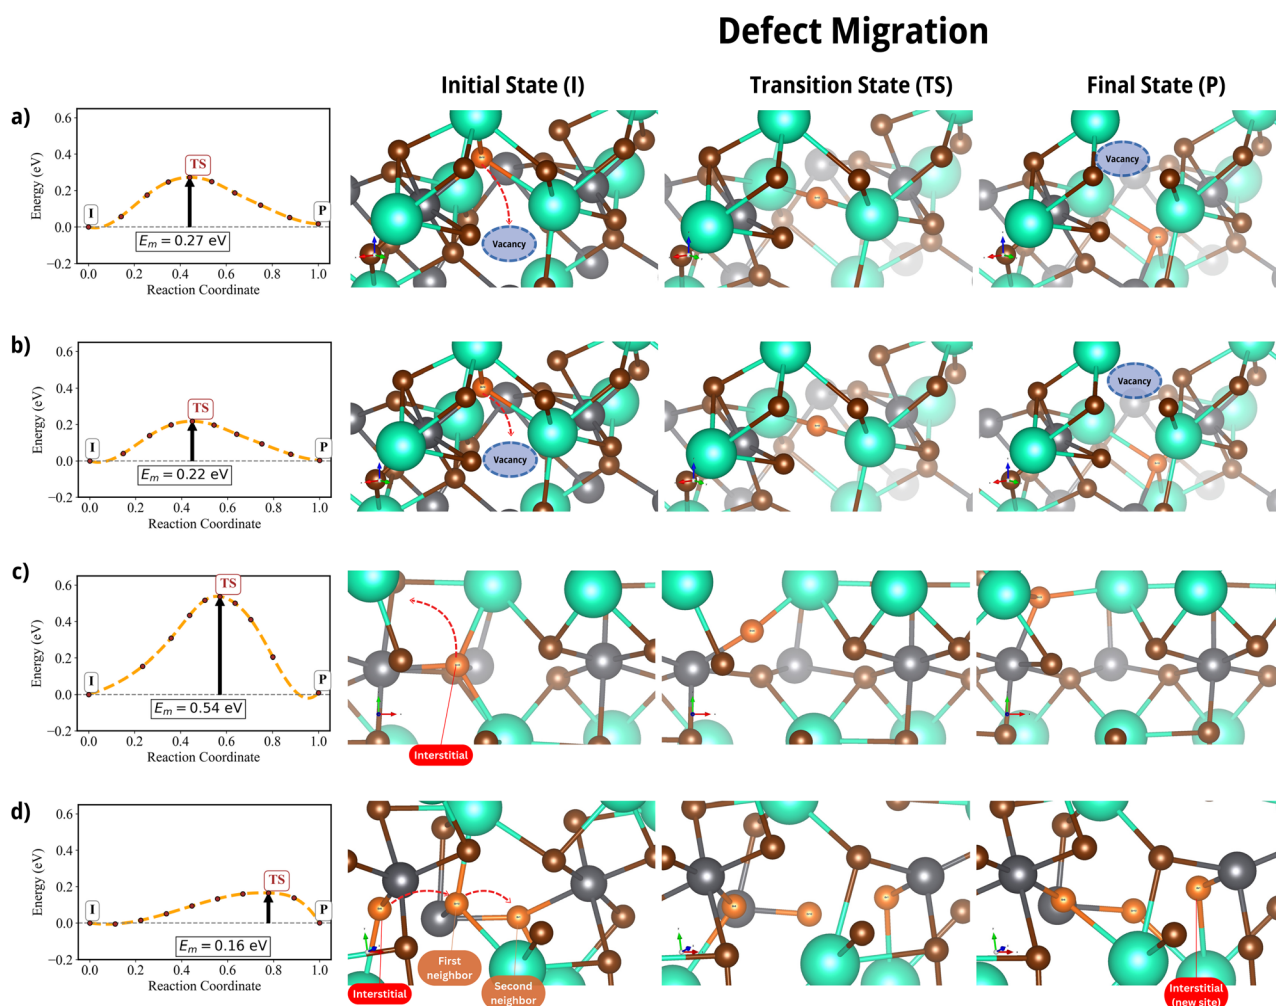 Defect Migration
Initial State (I)
Transition State (TS)
Final State (P)
a)
0.6
0.4
0.2
0.0
−0.2
Energy (eV)
I
TS
P
E_m = 0.27 eV
0.0 0.2 0.4 0.6 0.8 1.0
Reaction Coordinate
Vacancy
Vacancy
b)
0.6
0.4
0.2
0.0
−0.2
Energy (eV)
I
TS
P
E_m = 0.22 eV
0.0 0.2 0.4 0.6 0.8 1.0
Reaction Coordinate
Vacancy
Vacancy
c)
0.6
0.4
0.2
0.0
−0.2
Energy (eV)
I
TS
P
E_m = 0.54 eV
0.0 0.2 0.4 0.6 0.8 1.0
Reaction Coordinate
Interstitial
d)
0.6
0.4
0.2
0.0
−0.2
Energy (eV)
I
TS
P
E_m = 0.16 eV
0.0 0.2 0.4 0.6 0.8 1.0
Reaction Coordinate
Interstitial
First
neighbor
Second
neighbor
Interstitial
(new site)